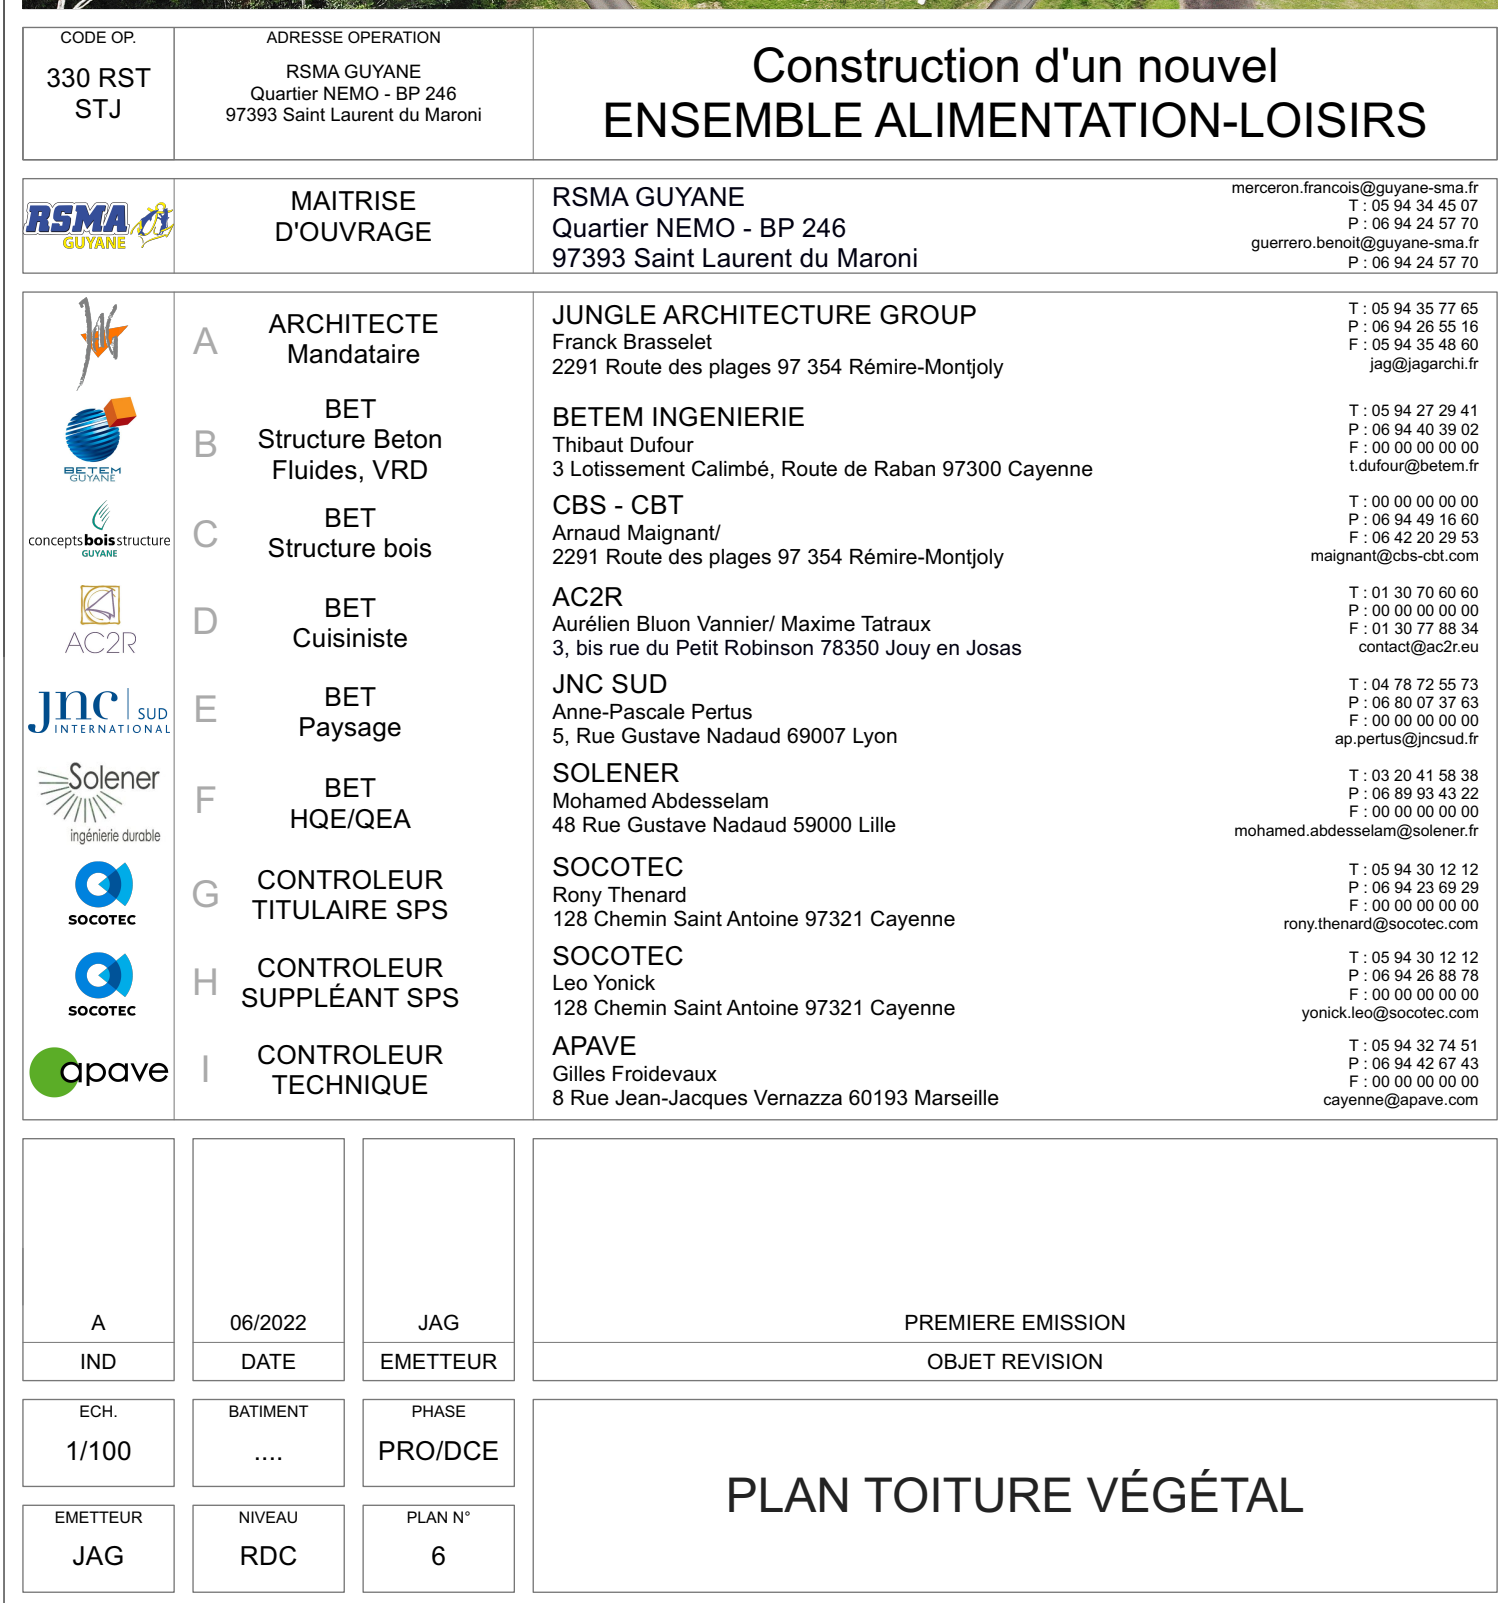 CODE OP.
330 RST
STJ
ADRESSE OPERATION
RSMA GUYANE
Quartier NEMO - BP 246
97393 Saint Laurent du Maroni
Construction d'un nouvel
ENSEMBLE ALIMENTATION-LOISIRS
RSMA
GUYANE
MAITRISE
D'OUVRAGE
RSMA GUYANE
Quartier NEMO - BP 246
97393 Saint Laurent du Maroni
merceron.francois@guyane-sma.fr
T : 05 94 34 45 07
P : 06 94 24 57 70
guerrero.benoit@guyane-sma.fr
P : 06 94 24 57 70
JAG
A
ARCHITECTE
Mandataire
JUNGLE ARCHITECTURE GROUP
Franck Brasselet
2291 Route des plages 97 354 Rémire-Montjoly
T : 05 94 35 77 65
P : 06 94 26 55 16
F : 05 94 35 48 60
jag@jagarchi.fr
BETEM
GUYANE
B
BET
Structure Beton
Fluides, VRD
BETEM INGENIERIE
Thibaut Dufour
3 Lotissement Calimbé, Route de Raban 97300 Cayenne
T : 05 94 27 29 41
P : 06 94 40 39 02
F : 00 00 00 00 00
t.dufour@betem.fr
conceptsboisstructure
GUYANE
C
BET
Structure bois
CBS - CBT
Arnaud Maignant/
2291 Route des plages 97 354 Rémire-Montjoly
T : 00 00 00 00 00
P : 06 94 49 16 60
F : 06 42 20 29 53
maignant@cbs-cbt.com
AC2R
D
BET
Cuisiniste
AC2R
Aurélien Bluon Vannier/ Maxime Tatraux
3, bis rue du Petit Robinson 78350 Jouy en Josas
T : 01 30 70 60 60
P : 00 00 00 00 00
F : 01 30 77 88 34
contact@ac2r.eu
jnc SUD
INTERNATIONAL
E
BET
Paysage
JNC SUD
Anne-Pascale Pertus
5, Rue Gustave Nadaud 69007 Lyon
T : 04 78 72 55 73
P : 06 80 07 37 63
F : 00 00 00 00 00
ap.pertus@jncsud.fr
Solener
ingénierie durable
F
BET
HQE/QEA
SOLENER
Mohamed Abdesselam
48 Rue Gustave Nadaud 59000 Lille
T : 03 20 41 58 38
P : 06 89 93 43 22
F : 00 00 00 00 00
mohamed.abdesselam@solener.fr
SOCOTEC
G
CONTROLEUR
TITULAIRE SPS
SOCOTEC
Rony Thenard
128 Chemin Saint Antoine 97321 Cayenne
T : 05 94 30 12 12
P : 06 94 23 69 29
F : 00 00 00 00 00
rony.thenard@socotec.com
SOCOTEC
H
CONTROLEUR
SUPPLÉANT SPS
SOCOTEC
Leo Yonick
128 Chemin Saint Antoine 97321 Cayenne
T : 05 94 30 12 12
P : 06 94 26 88 78
F : 00 00 00 00 00
yonick.leo@socotec.com
apave
I
CONTROLEUR
TECHNIQUE
APAVE
Gilles Froidevaux
8 Rue Jean-Jacques Vernazza 60193 Marseille
T : 05 94 32 74 51
P : 06 94 42 67 43
F : 00 00 00 00 00
cayenne@apave.com
A
06/2022
JAG
PREMIERE EMISSION
IND
DATE
EMETTEUR
OBJET REVISION
ECH.
1/100
BATIMENT
....
PHASE
PRO/DCE
PLAN TOITURE VÉGÉTAL
EMETTEUR
JAG
NIVEAU
RDC
PLAN N°
6